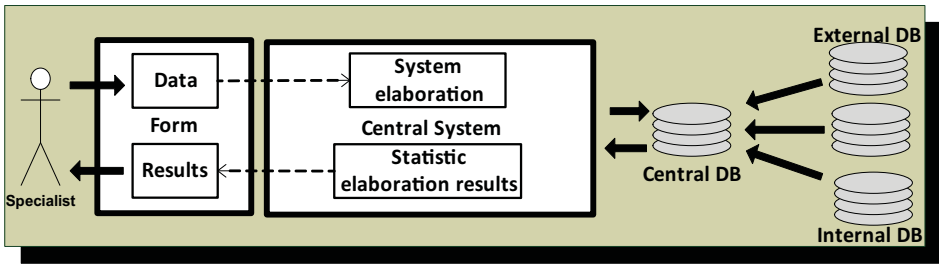 External DB
Data
System
elaboration
Form
Central System
Results
Statistic
elaboration results
Central DB
Specialist
Internal DB